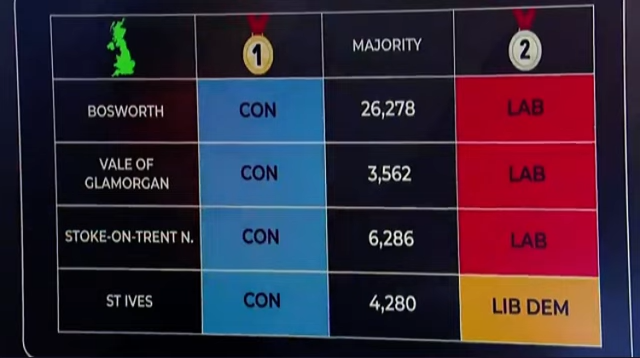 1 MAJORITY 2
BOSWORTH CON 26,278 LAB
VALE OF
GLAMORGAN CON 3,562 LAB
STOKE-ON-TRENT N. CON 6,286 LAB
ST IVES CON 4,280 LIB DEM